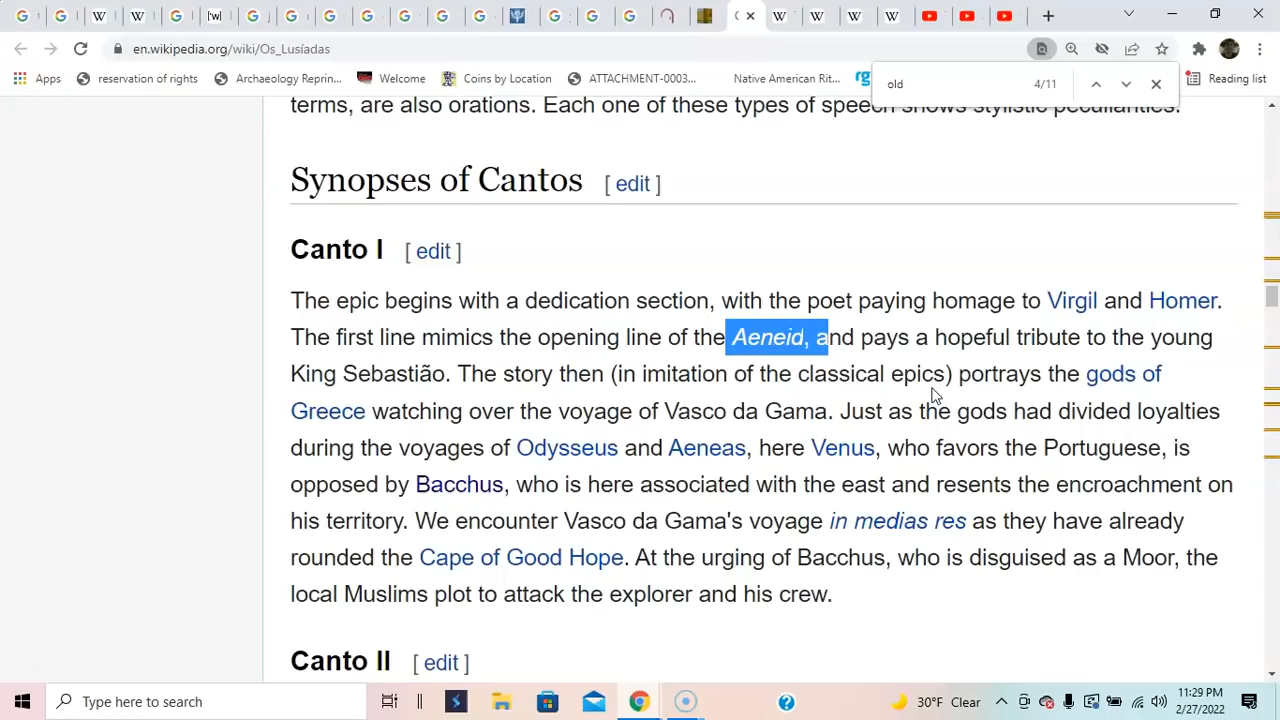 en.wikipedia.org/wiki/Os_Lusíadas
Apps reservation of rights Archaeology Reprin... Welcome Coins by Location ATTACHMENT-0003... Native American Rit... Reading list
old 4/11
terms, are also orations. Each one of these types of speech shows stylistic peculiarities.
Synopses of Cantos [ edit ]
Canto I [ edit ]
The epic begins with a dedication section, with the poet paying homage to Virgil and Homer.
The first line mimics the opening line of the Aeneid, and pays a hopeful tribute to the young
King Sebastião. The story then (in imitation of the classical epics) portrays the gods of
Greece watching over the voyage of Vasco da Gama. Just as the gods had divided loyalties
during the voyages of Odysseus and Aeneas, here Venus, who favors the Portuguese, is
opposed by Bacchus, who is here associated with the east and resents the encroachment on
his territory. We encounter Vasco da Gama's voyage in medias res as they have already
rounded the Cape of Good Hope. At the urging of Bacchus, who is disguised as a Moor, the
local Muslims plot to attack the explorer and his crew.
Canto II [ edit ]
Type here to search
30°F Clear
11:29 PM
2/27/2022